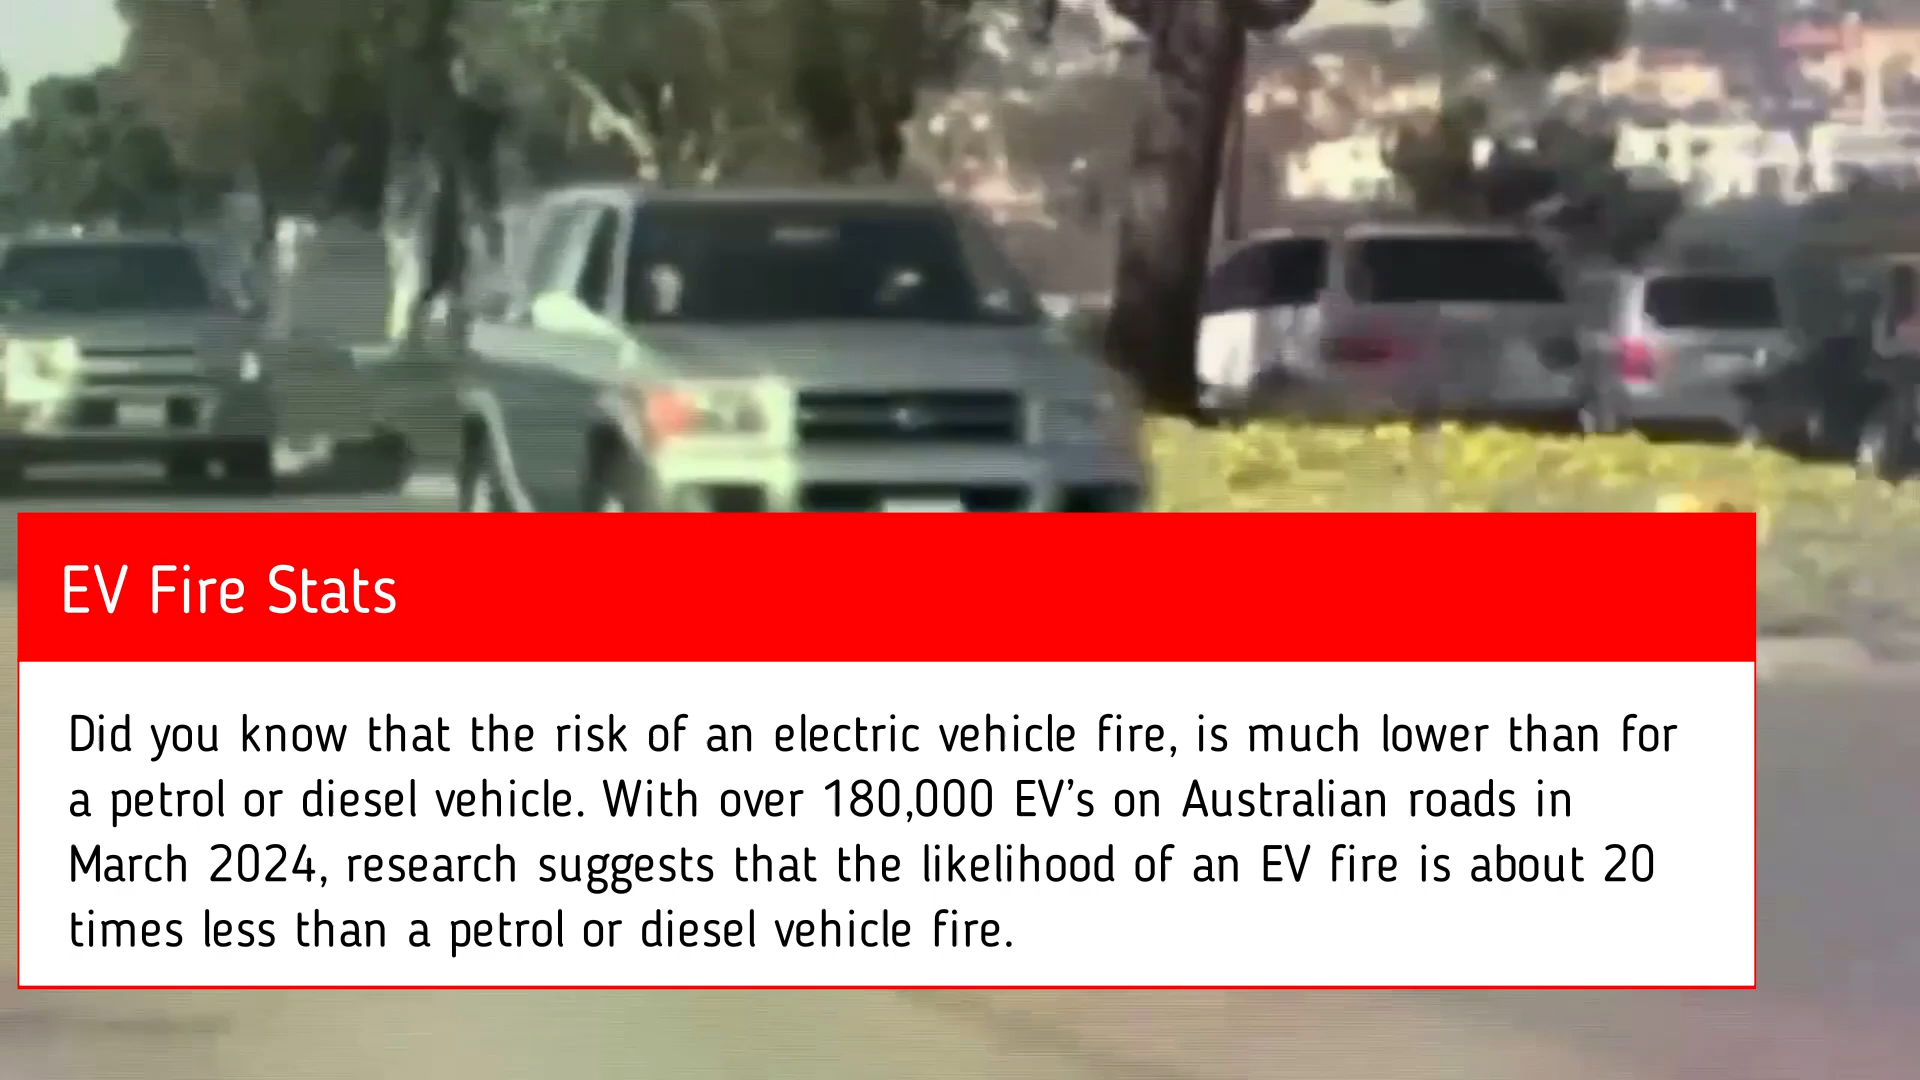 EV Fire Stats
Did you know that the risk of an electric vehicle fire, is much lower than for
a petrol or diesel vehicle. With over 180,000 EV’s on Australian roads in
March 2024, research suggests that the likelihood of an EV fire is about 20
times less than a petrol or diesel vehicle fire.